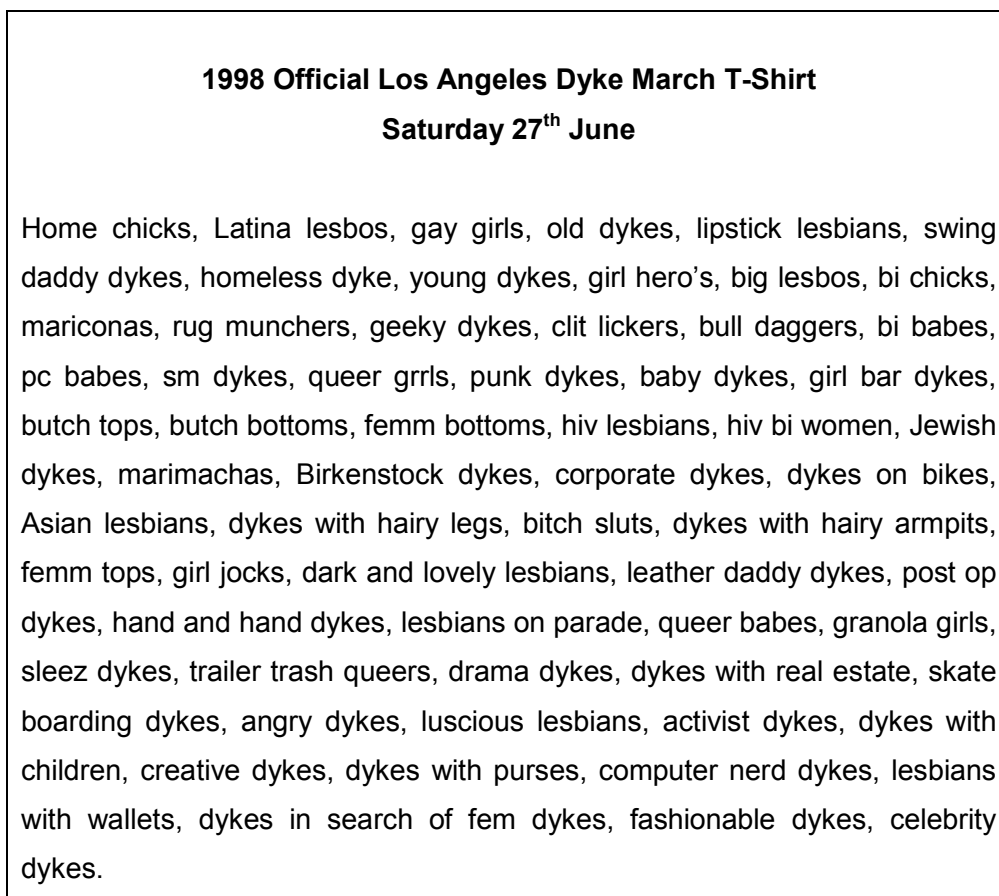 1998 Official Los Angeles Dyke March T-Shirt
Saturday 27th June
Home chicks, Latina lesbos, gay girls, old dykes, lipstick lesbians, swing
daddy dykes, homeless dyke, young dykes, girl hero's, big lesbos, bi chicks,
mariconas, rug munchers, geeky dykes, clit lickers, bull daggers, bi babes,
pc babes, sm dykes, queer grrls, punk dykes, baby dykes, girl bar dykes,
butch tops, butch bottoms, femm bottoms, hiv lesbians, hiv bi women, Jewish
dykes, marimachas, Birkenstock dykes, corporate dykes, dykes on bikes,
Asian lesbians, dykes with hairy legs, bitch sluts, dykes with hairy armpits,
femm tops, girl jocks, dark and lovely lesbians, leather daddy dykes, post op
dykes, hand and hand dykes, lesbians on parade, queer babes, granola girls,
sleez dykes, trailer trash queers, drama dykes, dykes with real estate, skate
boarding dykes, angry dykes, luscious lesbians, activist dykes, dykes with
children, creative dykes, dykes with purses, computer nerd dykes, lesbians
with wallets, dykes in search of fem dykes, fashionable dykes, celebrity
dykes.